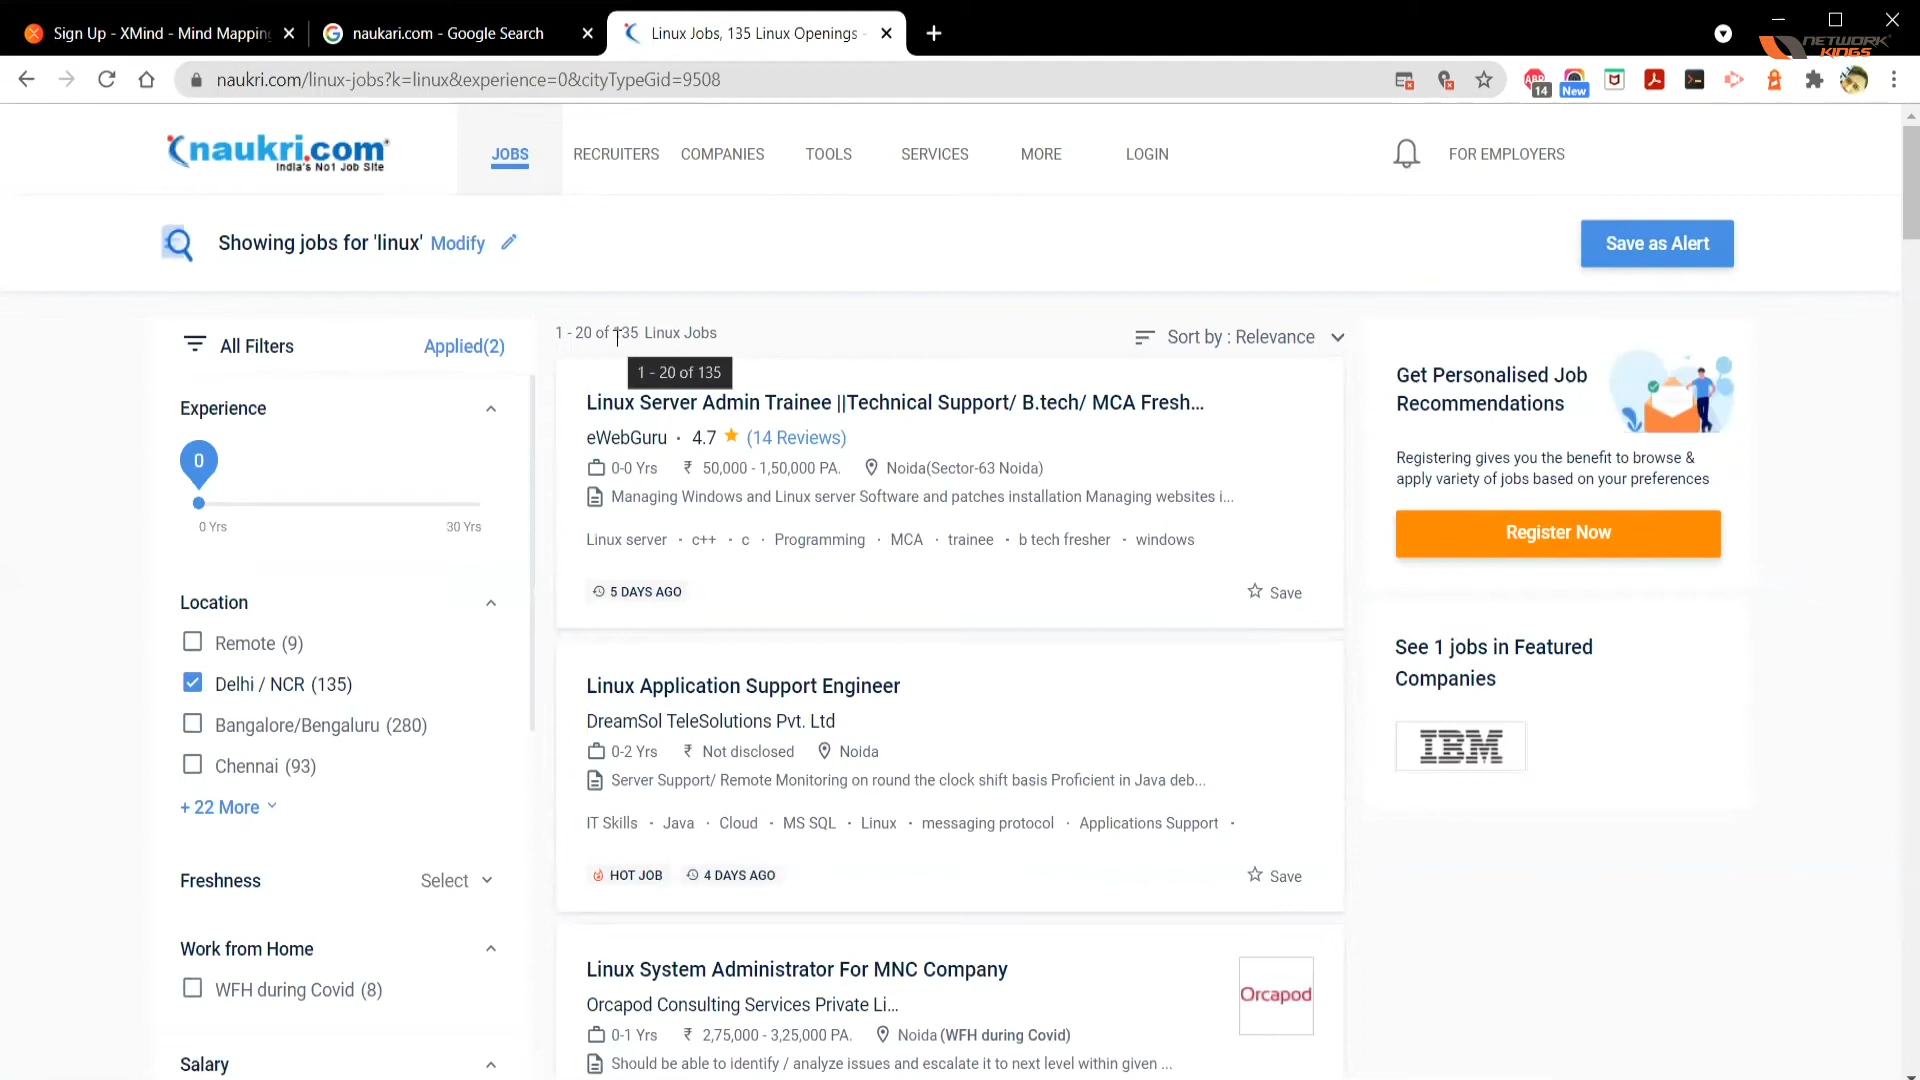 Sign Up - XMind - Mind Mapping
naukari.com - Google Search
Linux Jobs, 135 Linux Openings -
NETWORK
KINGS
naukri.com/linux-jobs?k=linux&experience=0&cityTypeGid=9508
ABP
14
New
naukri.com
India's No1 Job Site
JOBS
RECRUITERS
COMPANIES
TOOLS
SERVICES
MORE
LOGIN
FOR EMPLOYERS
Showing jobs for 'linux' Modify
Save as Alert
All Filters
Applied(2)
Experience
0
0 Yrs
30 Yrs
Location
Remote (9)
Delhi / NCR (135)
Bangalore/Bengaluru (280)
Chennai (93)
+ 22 More
Freshness
Select
Work from Home
WFH during Covid (8)
Salary
1 - 20 of 135 Linux Jobs
Sort by : Relevance
1 - 20 of 135
Linux Server Admin Trainee ||Technical Support/ B.tech/ MCA Fresh...
eWebGuru · 4.7 ★ (14 Reviews)
0-0 Yrs ₹ 50,000 - 1,50,000 PA. Noida(Sector-63 Noida)
Managing Windows and Linux server Software and patches installation Managing websites i...
Linux server · c++ · c · Programming · MCA · trainee · b tech fresher · windows
5 DAYS AGO
Save
Linux Application Support Engineer
DreamSol TeleSolutions Pvt. Ltd
0-2 Yrs ₹ Not disclosed Noida
Server Support/ Remote Monitoring on round the clock shift basis Proficient in Java deb...
IT Skills · Java · Cloud · MS SQL · Linux · messaging protocol · Applications Support ·
HOT JOB
4 DAYS AGO
Save
Linux System Administrator For MNC Company
Orcapod Consulting Services Private Li...
Orcapod
0-1 Yrs ₹ 2,75,000 - 3,25,000 PA. Noida (WFH during Covid)
Should be able to identify / analyze issues and escalate it to next level within given ...
Get Personalised Job
Recommendations
Registering gives you the benefit to browse &
apply variety of jobs based on your preferences
Register Now
See 1 jobs in Featured
Companies
IBM